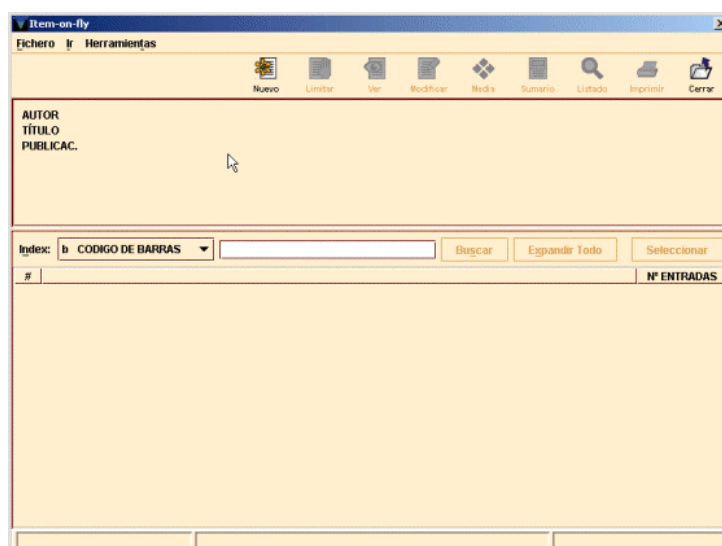 Item-on-fly
Fichero Ir Herramientas
Nuevo Limitar Ver Modificar Media Sumario Listado Imprimir Cerrar
AUTOR
TÍTULO
PUBLICAC.
Index: b CODIGO DE BARRAS Buscar Expandir Todo Seleccionar
# Nº ENTRADAS